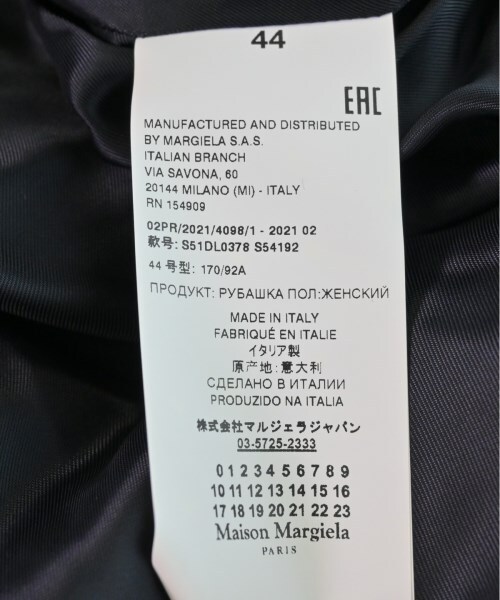 44
EAC
MANUFACTURED AND DISTRIBUTED
BY MARGIELA S.A.S.
ITALIAN BRANCH
VIA SAVONA, 60
20144 MILANO (MI) - ITALY
RN 154909
02PR/2021/4098/1 - 2021 02
款号: S51DL0378 S54192
44 号型: 170/92A
ПРОДУКТ: РУБАШКА ПОЛ:ЖЕНСКИЙ
MADE IN ITALY
FABRIQUÉ EN ITALIE
イタリア製
原产地: 意大利
СДЕЛАНО В ИТАЛИИ
PRODUZIDO NA ITALIA
株式会社マルジェラジャパン
03-5725-2333
0 1 2 3 4 5 6 7 8 9
10 11 12 13 14 15 16
17 18 19 20 21 22 23
Maison Margiela
PARIS